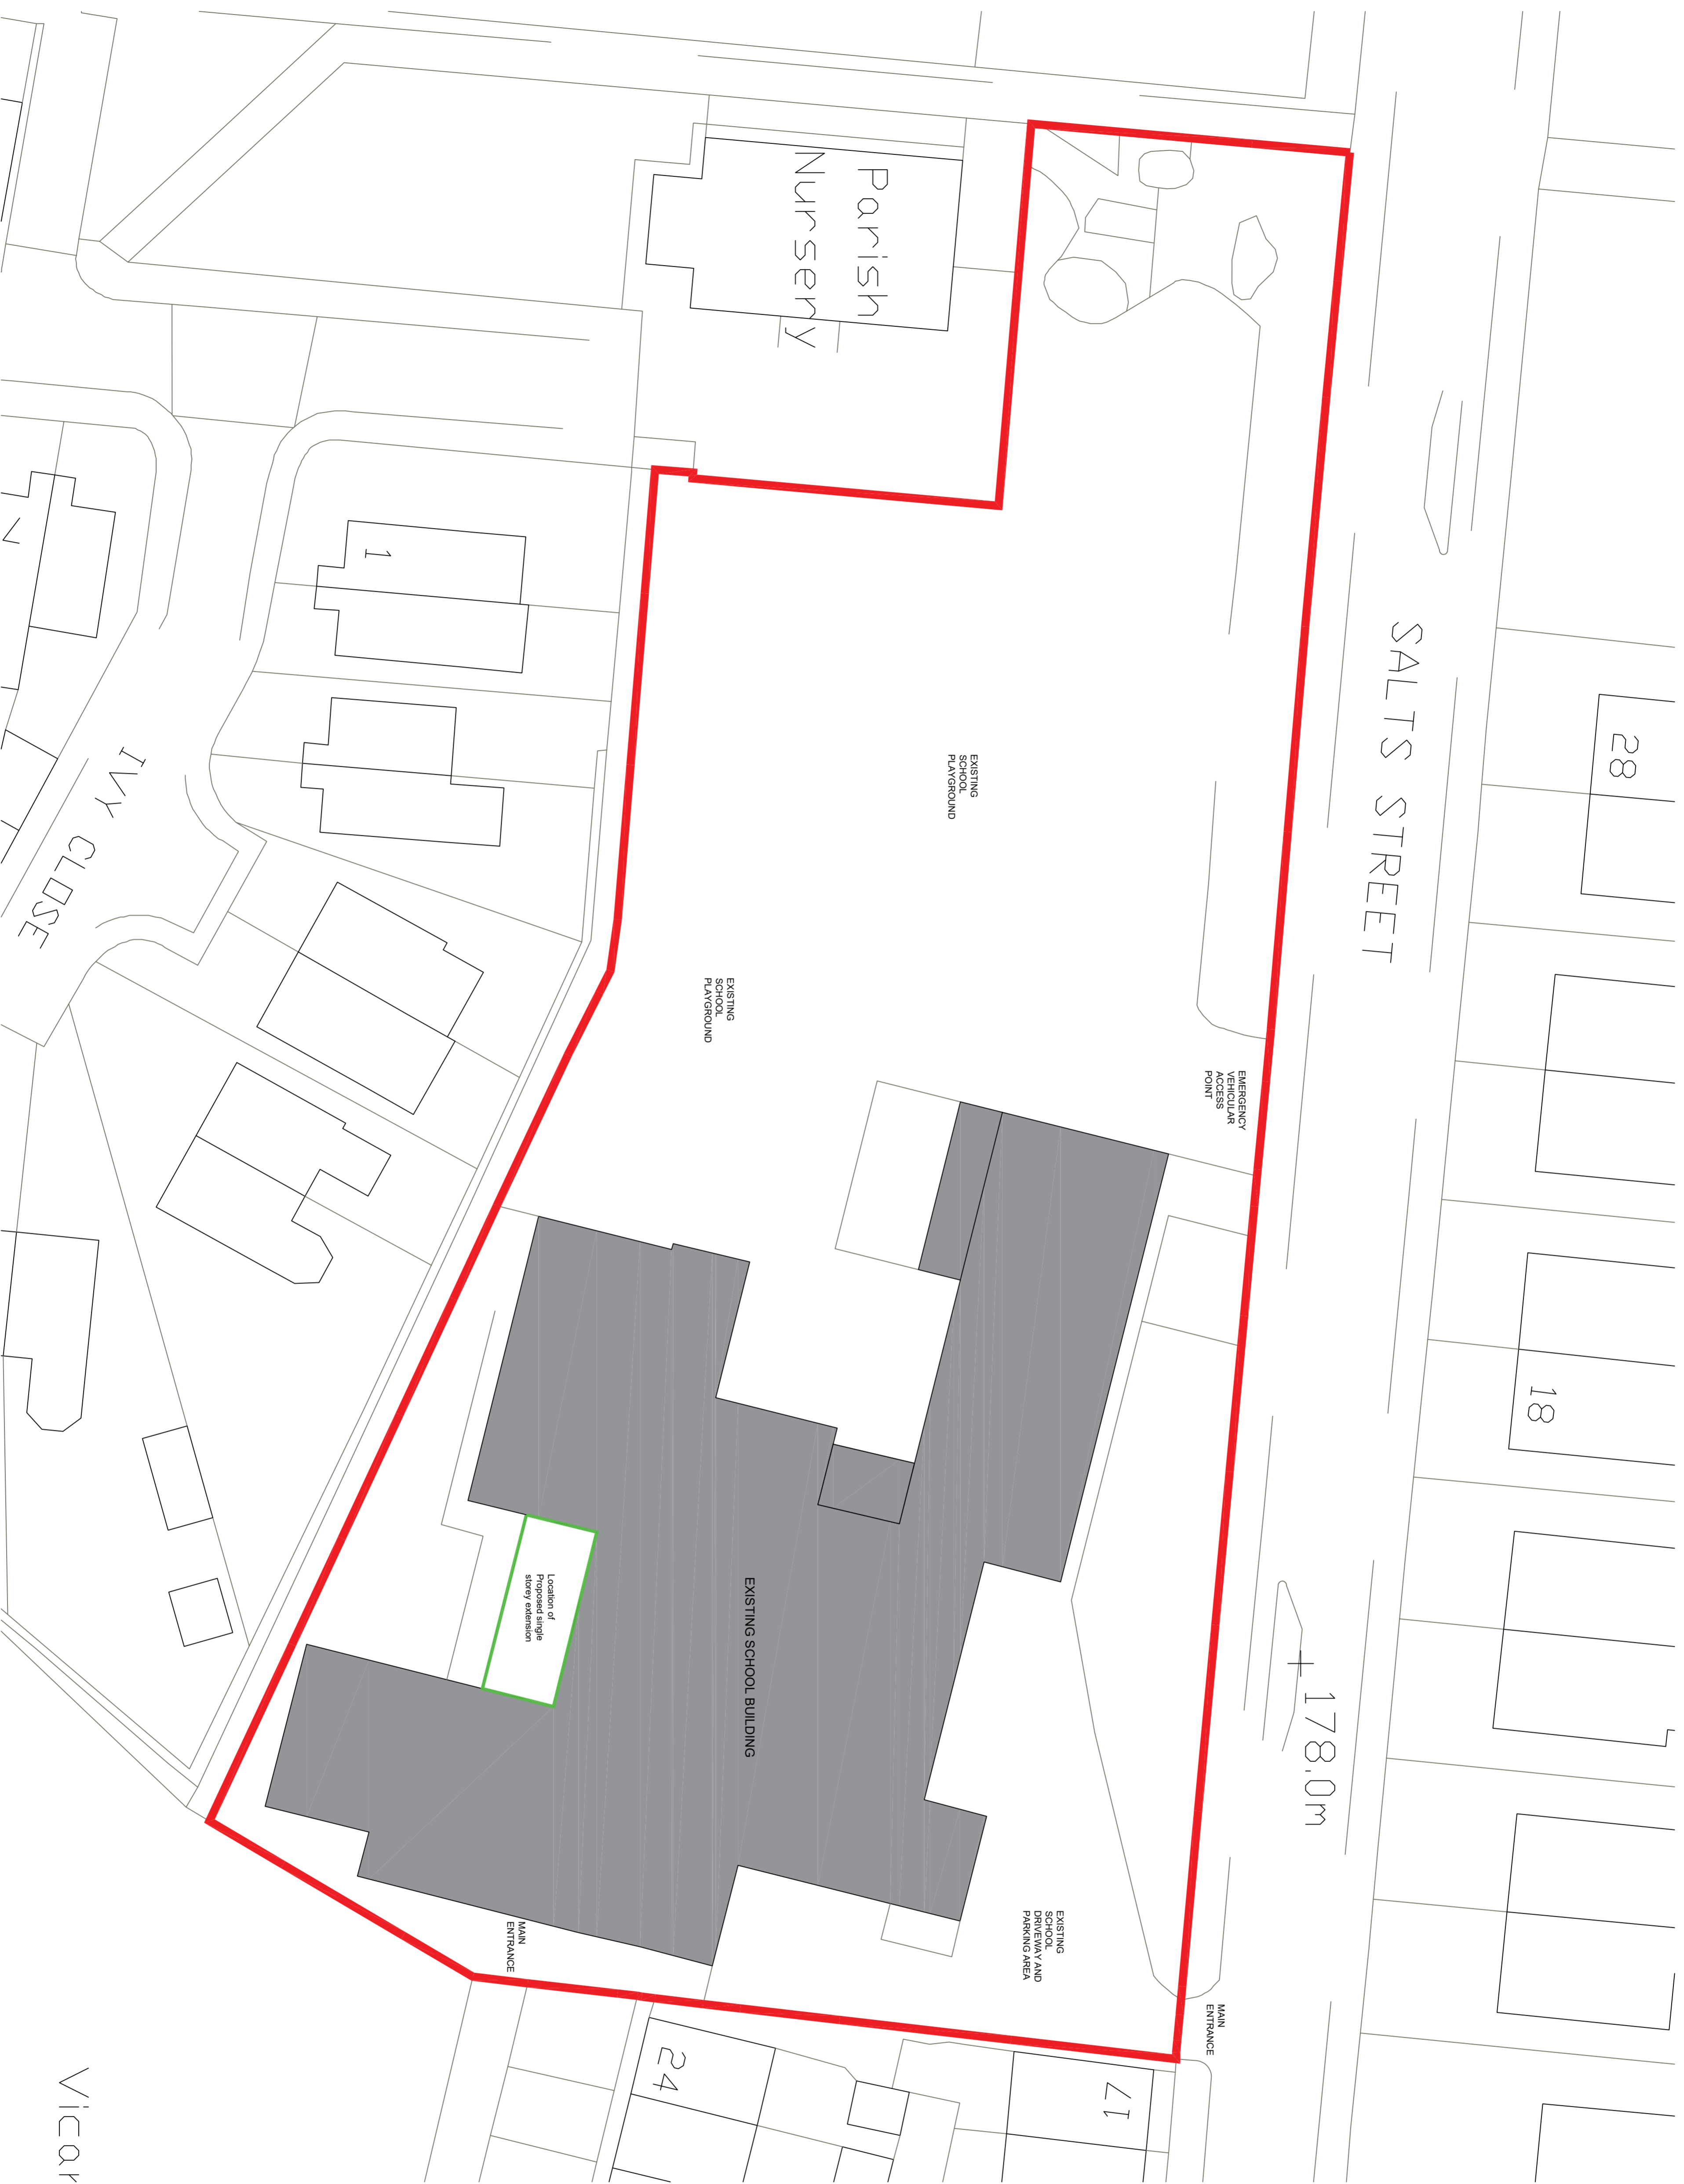 28
18
SALTS STREET
178.0m
EMERGENCY
VEHICULAR
ACCESS
POINT
MAIN
ENTRANCE
17
EXISTING
SCHOOL
DRIVEWAY AND
PARKING AREA
EXISTING
SCHOOL
PLAYGROUND
Parish
Nursery
EXISTING SCHOOL BUILDING
EXISTING
SCHOOL
PLAYGROUND
24
Location of
Proposed single
storey extension
MAIN
ENTRANCE
1
IVY CLOSE
Vicar
7